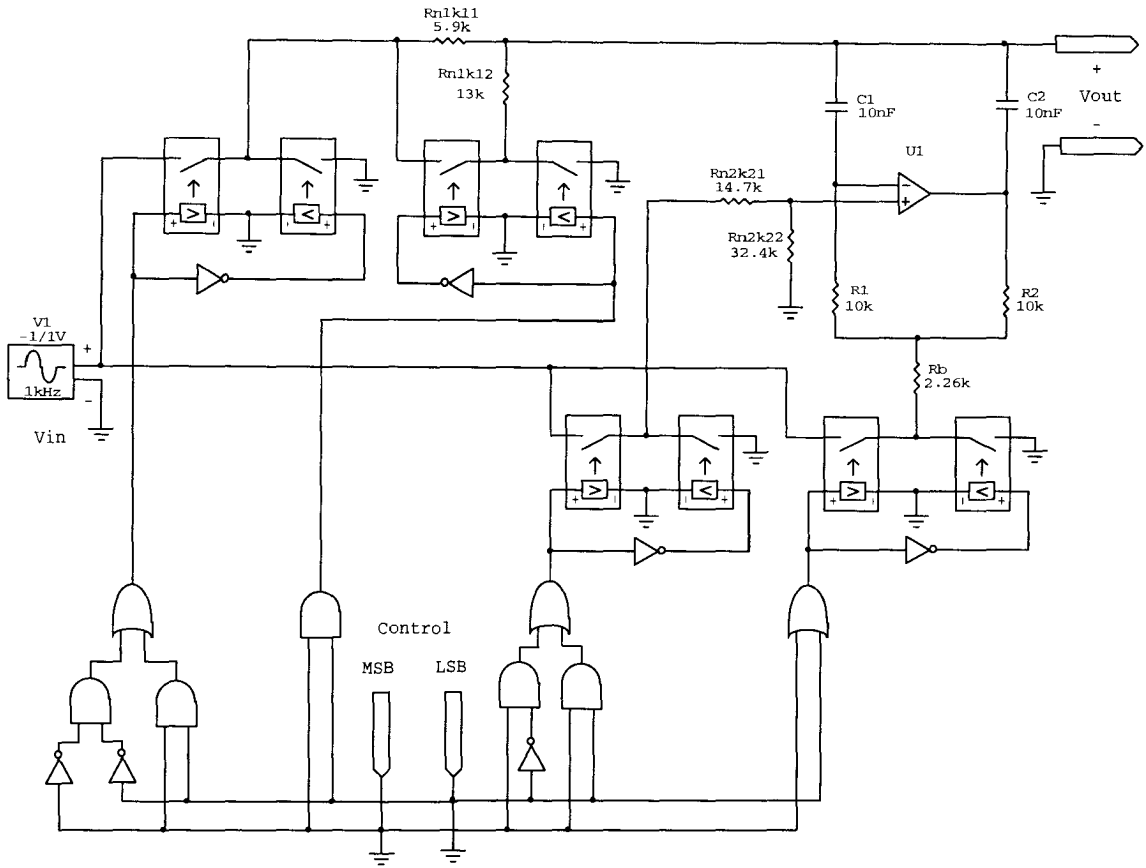 Rn1k11
5.9k
Rn1k12
13k
C1
10nF
C2
10nF
+
Vout
-
U1
-
+
Rn2k21
14.7k
Rn2k22
32.4k
> <
+ - - +
> <
+ - - +
R1
10k
R2
10k
V1
-1/1V
+
1kHz
-
Vin
Rb
2.26k
> <
+ - - +
> <
+ - - +
Control
MSB
LSB